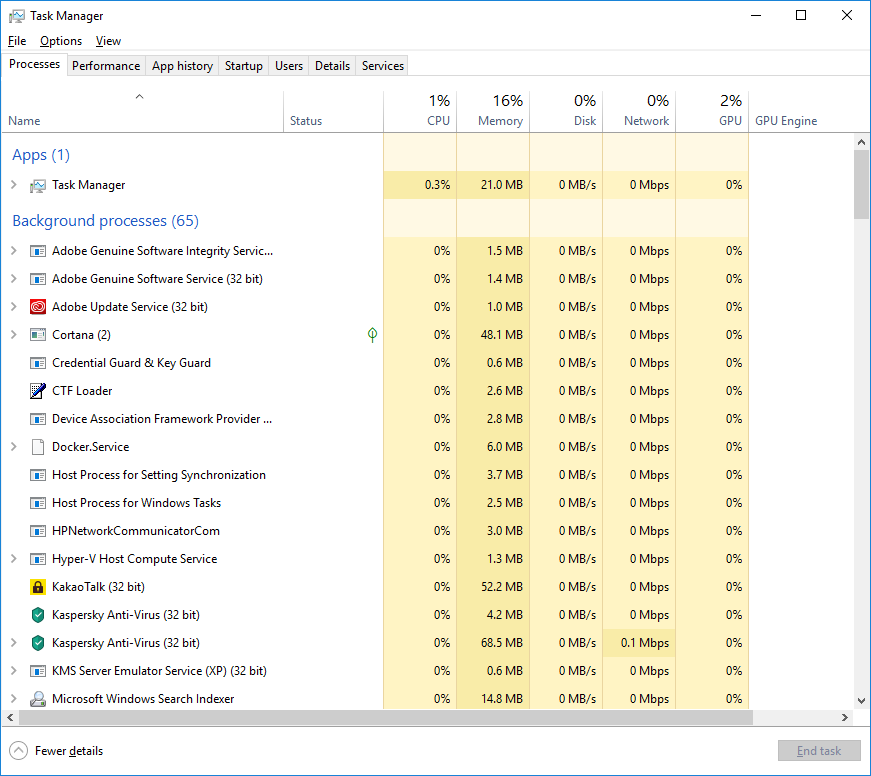 Task Manager
File Options View
Processes Performance App history Startup Users Details Services
1% 16% 0% 0% 2%
Name Status CPU Memory Disk Network GPU GPU Engine
Apps (1)
Task Manager 0.3% 21.0 MB 0 MB/s 0 Mbps 0%
Background processes (65)
Adobe Genuine Software Integrity Servic... 0% 1.5 MB 0 MB/s 0 Mbps 0%
Adobe Genuine Software Service (32 bit) 0% 1.4 MB 0 MB/s 0 Mbps 0%
Adobe Update Service (32 bit) 0% 1.0 MB 0 MB/s 0 Mbps 0%
Cortana (2) 0% 48.1 MB 0 MB/s 0 Mbps 0%
Credential Guard & Key Guard 0% 0.6 MB 0 MB/s 0 Mbps 0%
CTF Loader 0% 2.6 MB 0 MB/s 0 Mbps 0%
Device Association Framework Provider ... 0% 2.8 MB 0 MB/s 0 Mbps 0%
Docker.Service 0% 6.0 MB 0 MB/s 0 Mbps 0%
Host Process for Setting Synchronization 0% 3.7 MB 0 MB/s 0 Mbps 0%
Host Process for Windows Tasks 0% 2.5 MB 0 MB/s 0 Mbps 0%
HPNetworkCommunicatorCom 0% 3.0 MB 0 MB/s 0 Mbps 0%
Hyper-V Host Compute Service 0% 1.3 MB 0 MB/s 0 Mbps 0%
KakaoTalk (32 bit) 0% 52.2 MB 0 MB/s 0 Mbps 0%
Kaspersky Anti-Virus (32 bit) 0% 4.2 MB 0 MB/s 0 Mbps 0%
Kaspersky Anti-Virus (32 bit) 0% 68.5 MB 0 MB/s 0.1 Mbps 0%
KMS Server Emulator Service (XP) (32 bit) 0% 0.6 MB 0 MB/s 0 Mbps 0%
Microsoft Windows Search Indexer 0% 14.8 MB 0 MB/s 0 Mbps 0%
Fewer details End task